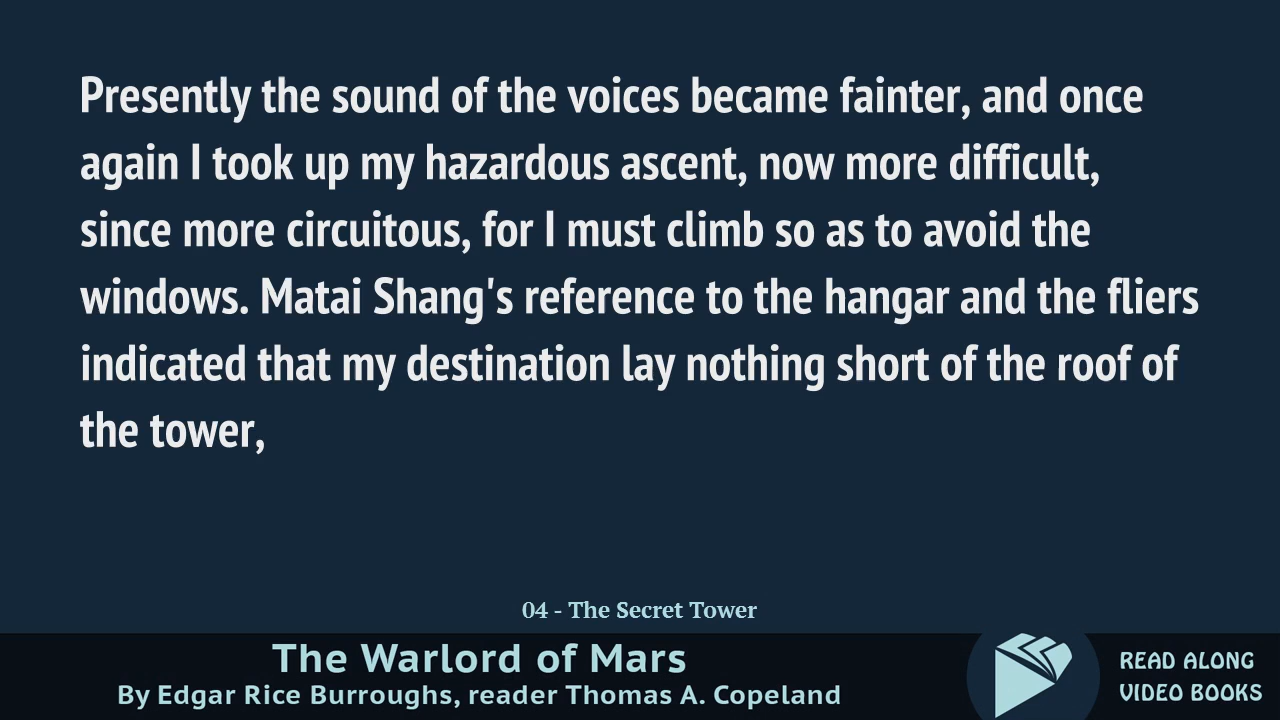 Presently the sound of the voices became fainter, and once
again I took up my hazardous ascent, now more difficult,
since more circuitous, for I must climb so as to avoid the
windows. Matai Shang's reference to the hangar and the fliers
indicated that my destination lay nothing short of the roof of
the tower,
04 - The Secret Tower
The Warlord of Mars
By Edgar Rice Burroughs, reader Thomas A. Copeland
READ ALONG
VIDEO BOOKS